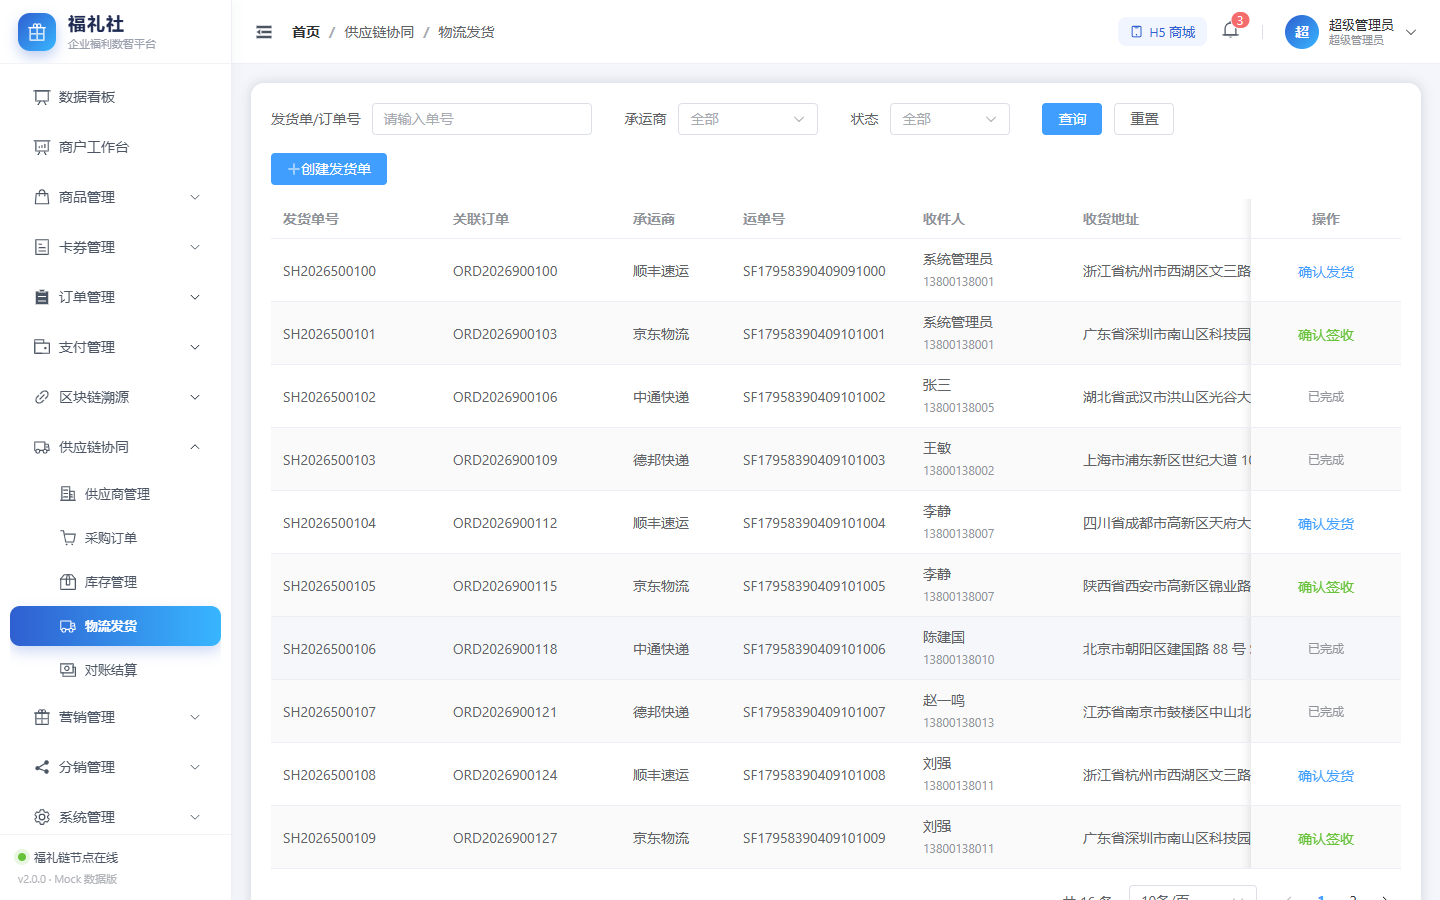 福礼社
企业福利数智平台
首页 / 供应链协同 / 物流发货
H5 商城
3
超
超级管理员
超级管理员
数据看板
商户工作台
商品管理
卡券管理
订单管理
支付管理
区块链溯源
供应链协同
供应商管理
采购订单
库存管理
物流发货
对账结算
营销管理
分销管理
系统管理
福礼链节点在线
v2.0.0 · Mock 数据版
发货单/订单号 请输入单号 承运商 全部 状态 全部 查询 重置
创建发货单
发货单号 关联订单 承运商 运单号 收件人 收货地址 操作
SH2026500100 ORD2026900100 顺丰速运 SF17958390409091000 系统管理员 13800138001 浙江省杭州市西湖区文三路 确认发货
SH2026500101 ORD2026900103 京东物流 SF17958390409101001 系统管理员 13800138001 广东省深圳市南山区科技园 确认签收
SH2026500102 ORD2026900106 中通快递 SF17958390409101002 张三 13800138005 湖北省武汉市洪山区光谷大 已完成
SH2026500103 ORD2026900109 德邦快递 SF17958390409101003 王敏 13800138002 上海市浦东新区世纪大道 10 已完成
SH2026500104 ORD2026900112 顺丰速运 SF17958390409101004 李静 13800138007 四川省成都市高新区天府大 确认发货
SH2026500105 ORD2026900115 京东物流 SF17958390409101005 李静 13800138007 陕西省西安市高新区锦业路 确认签收
SH2026500106 ORD2026900118 中通快递 SF17958390409101006 陈建国 13800138010 北京市朝阳区建国路 88 号 已完成
SH2026500107 ORD2026900121 德邦快递 SF17958390409101007 赵一鸣 13800138013 江苏省南京市鼓楼区中山北 已完成
SH2026500108 ORD2026900124 顺丰速运 SF17958390409101008 刘强 13800138011 浙江省杭州市西湖区文三路 确认发货
SH2026500109 ORD2026900127 京东物流 SF17958390409101009 刘强 13800138011 广东省深圳市南山区科技园 确认签收
共 16 条 10条/页 1 2